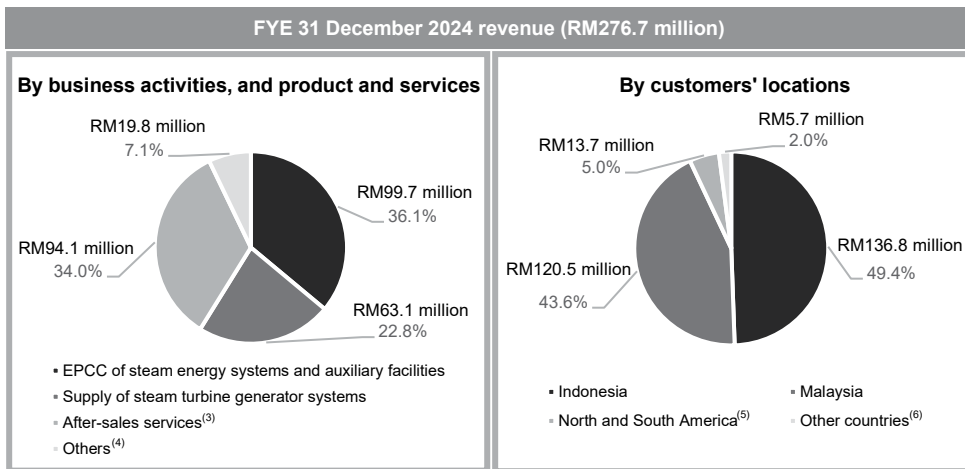 FYE 31 December 2024 revenue (RM276.7 million)
By business activities, and product and services
RM19.8 million
7.1%
RM99.7 million
36.1%
RM94.1 million
34.0%
RM63.1 million
22.8%
▪ EPCC of steam energy systems and auxiliary facilities
▪ Supply of steam turbine generator systems
▪ After-sales services(3)
▪ Others(4)
By customers' locations
RM5.7 million
2.0%
RM13.7 million
5.0%
RM136.8 million
49.4%
RM120.5 million
43.6%
▪ Indonesia ▪ Malaysia
▪ North and South America(5) ▪ Other countries(6)